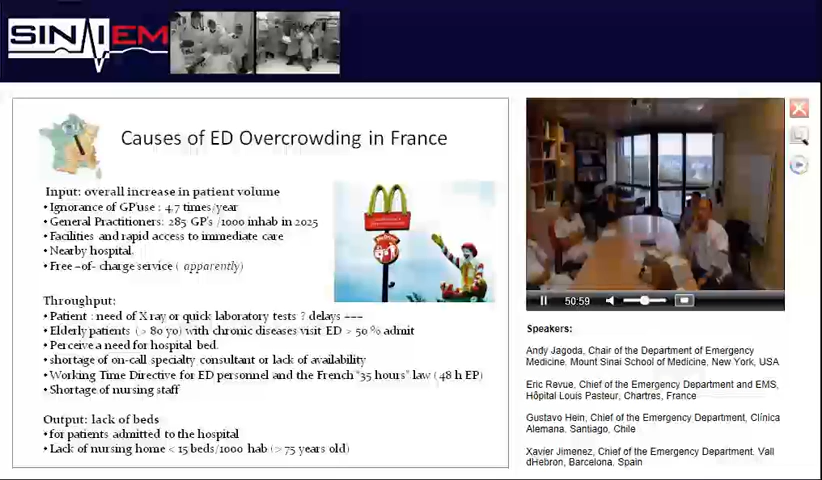 SINAIEM
Causes of ED Overcrowding in France
Input: overall increase in patient volume
• Ignorance of GP'use : 4,7 times/year
• General Practitioners: 285 GP's /1000 inhab in 2025
• Facilities and rapid access to immediate care
• Nearby hospital.
• Free –of- charge service ( apparently)
Throughput:
• Patient : need of X ray or quick laboratory tests ? delays ---
• Elderly patients (> 80 yo) with chronic diseases visit ED > 50 % admit
• Perceive a need for hospital bed.
• shortage of on-call specialty consultant or lack of availability
• Working Time Directive for ED personnel and the French "35 hours" law ( 48 h EP)
• Shortage of nursing staff
Output: lack of beds
• for patients admitted to the hospital
• Lack of nursing home < 15 beds/1000 hab (> 75 years old)
50:59
Speakers:
Andy Jagoda, Chair of the Department of Emergency
Medicine, Mount Sinai School of Medicine, New York, USA
Eric Revue, Chief of the Emergency Department and EMS,
Hôpital Louis Pasteur, Chartres, France
Gustavo Hein, Chief of the Emergency Department, Clínica
Alemana, Santiago, Chile
Xavier Jimenez, Chief of the Emergency Department, Vall
dHebron, Barcelona, Spain